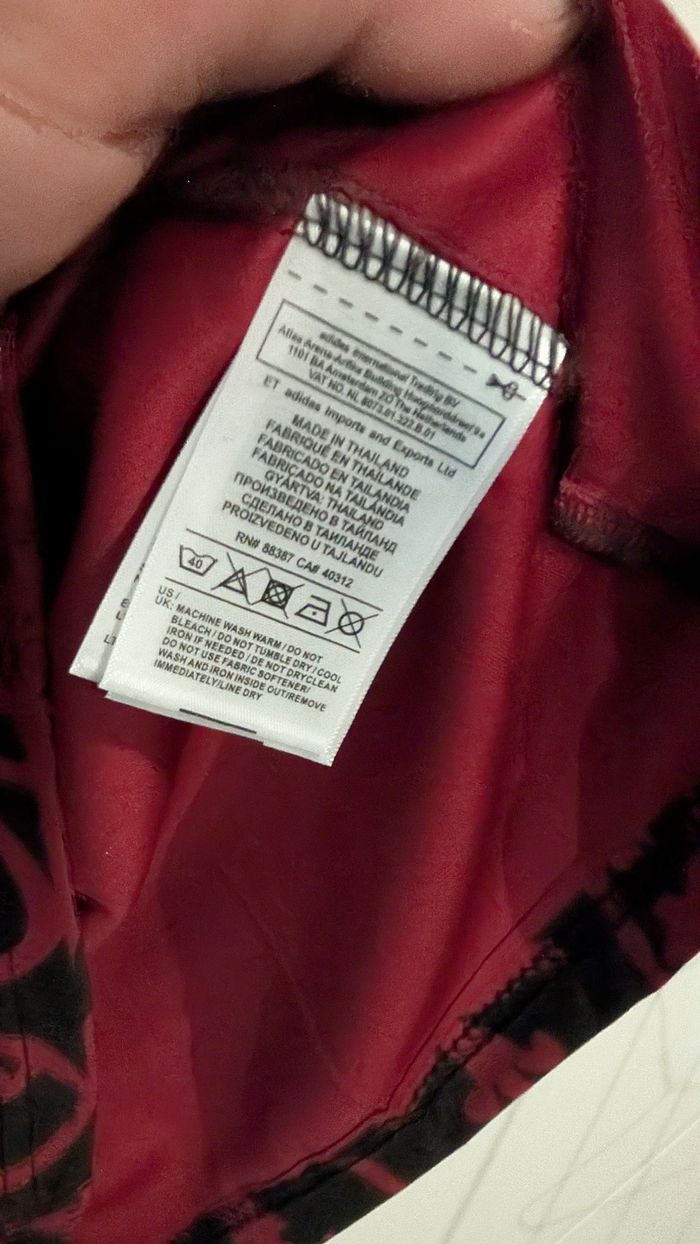 adidas International Trading BV
Atlas Arena-Africa Building Hoogoorddreef 9a
1101 BA Amsterdam ZO The Netherlands
VAT NO. NL 8073.01.322.B.01
ET adidas Imports and Exports Ltd
MADE IN THAILAND
FABRIQUÉ EN THAÏLANDE
FABRICADO EN TAILANDIA
FABRICADO NA TAILÂNDIA
GYÁRTVA: THAILAND
ПРОИЗВЕДЕНО В ТАЙЛАНД
СДЕЛАНО В ТАИЛАНДЕ
PROIZVEDENO U TAJLANDU
RN# 88387 CA# 40312
40
US /
UK: MACHINE WASH WARM / DO NOT
BLEACH / DO NOT TUMBLE DRY / COOL
IRON IF NEEDED / DE NOT DRYCLEAN
DO NOT USE FABRIC SOFTENER/
WASH AND IRON INSIDE OUT/REMOVE
IMMEDIATELY/LINE DRY